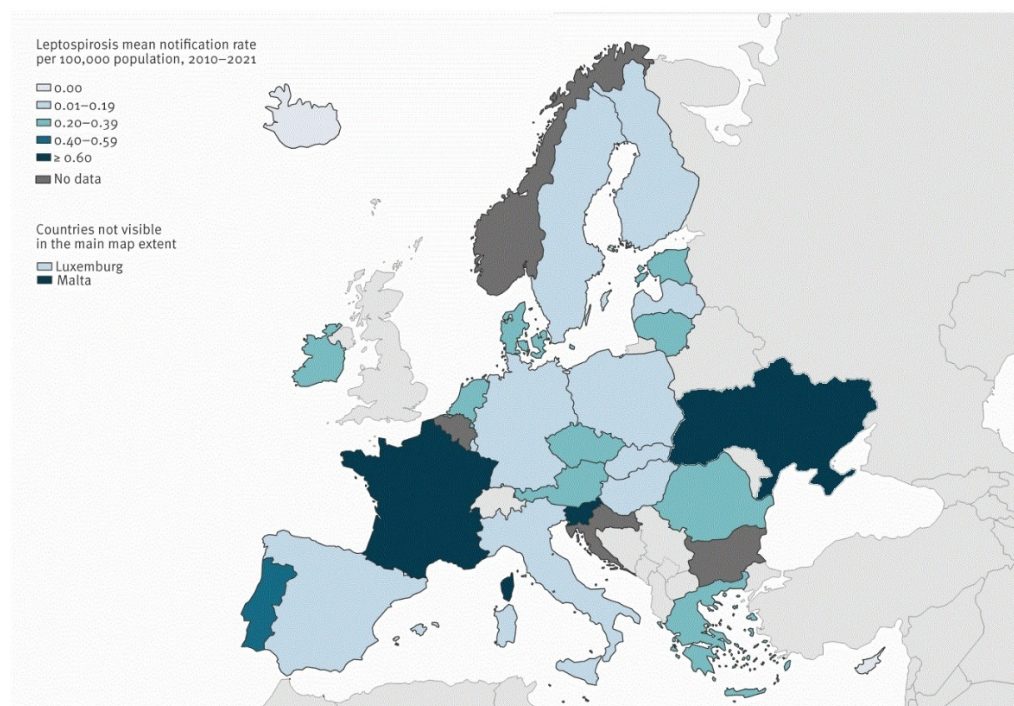 Leptospirosis mean notification rate
per 100,000 population, 2010–2021
0.00
0.01–0.19
0.20–0.39
0.40–0.59
≥ 0.60
No data
Countries not visible
in the main map extent
Luxemburg
Malta